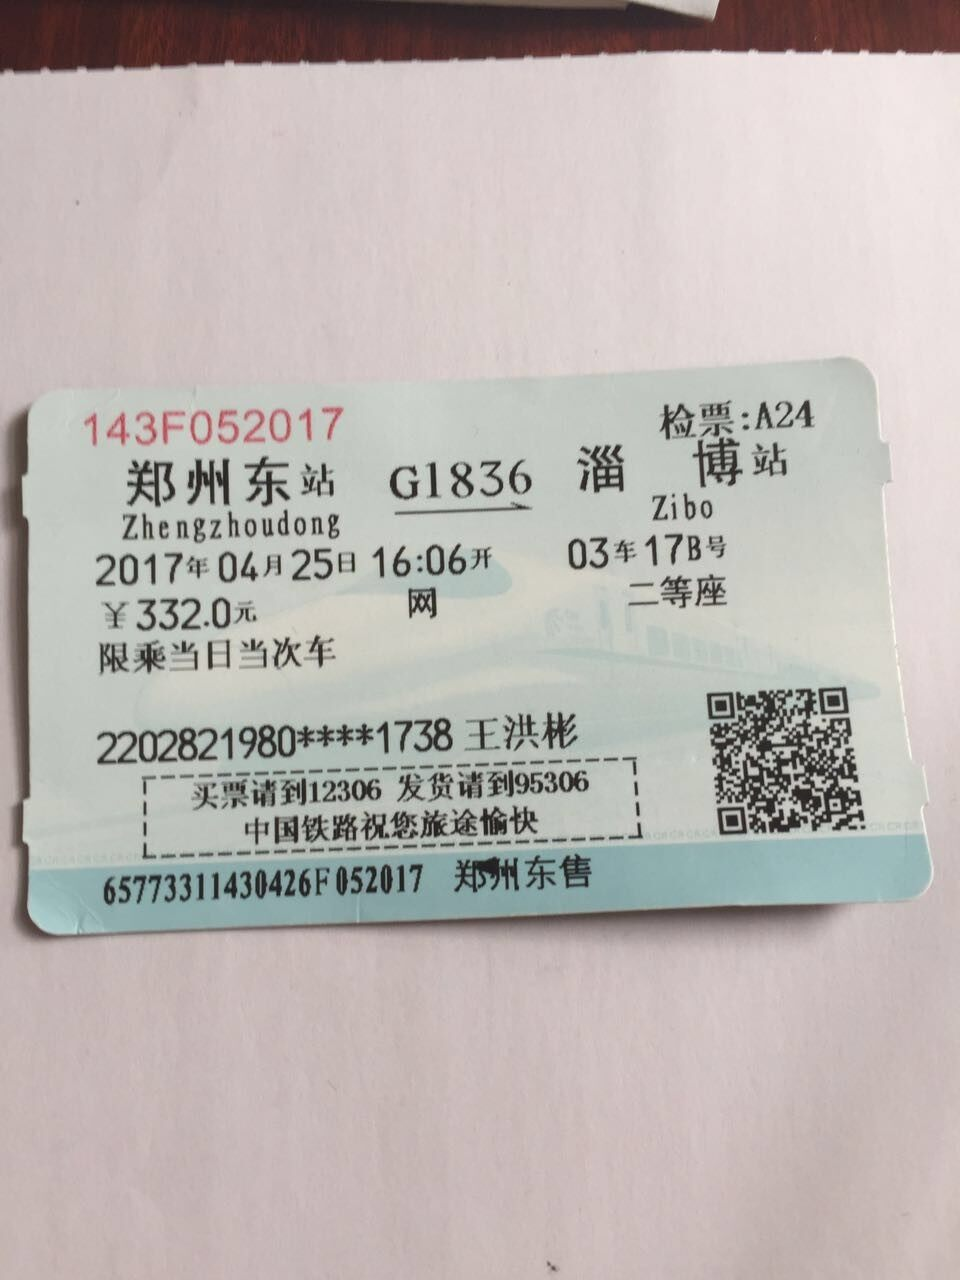 143F052017 检票:A24
郑州东站 G1836 淄博站
Zhengzhoudong Zibo
2017年04月25日 16:06开 03车17B号
￥332.0元 网 二等座
限乘当日当次车
2202821980****1738 王洪彬
买票请到12306 发货请到95306
中国铁路祝您旅途愉快
65773311430426F052017 郑州东售